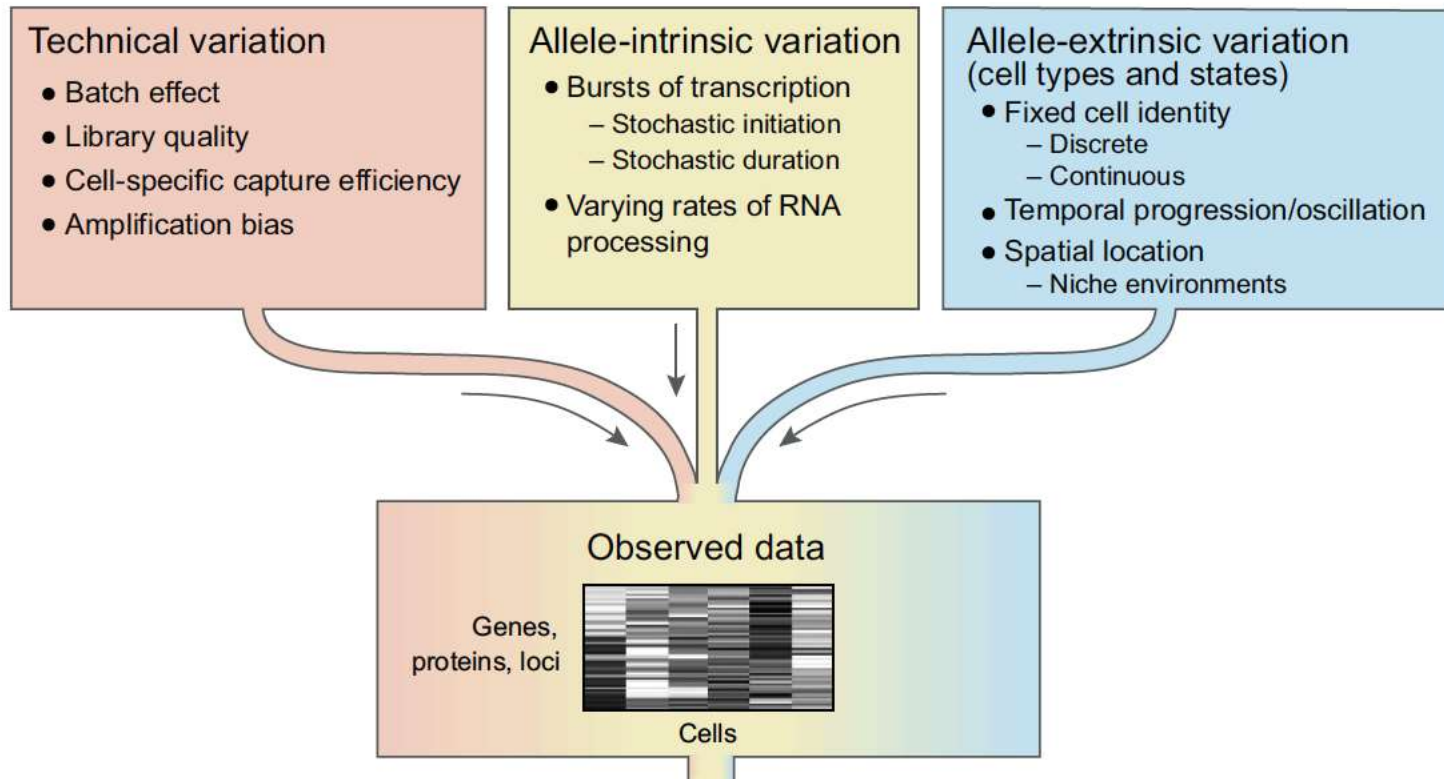 Technical variation
● Batch effect
● Library quality
● Cell-specific capture efficiency
● Amplification bias
Allele-intrinsic variation
● Bursts of transcription
– Stochastic initiation
– Stochastic duration
● Varying rates of RNA
processing
Allele-extrinsic variation
(cell types and states)
● Fixed cell identity
– Discrete
– Continuous
● Temporal progression/oscillation
● Spatial location
– Niche environments
Observed data
Genes,
proteins, loci
Cells